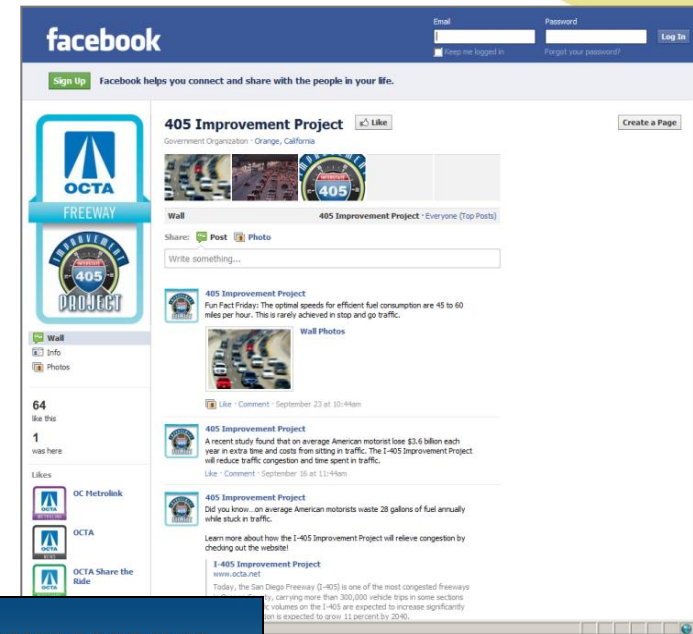 facebook
Email
Password
Log In
Keep me logged in
Forgot your password?
Sign Up
Facebook helps you connect and share with the people in your life.
OCTA
FREEWAY
IMPROVEMENT
INTERSTATE
405
PROJECT
405 Improvement Project
Like
Create a Page
Government Organization · Orange, California
INTERSTATE
405
Wall
405 Improvement Project · Everyone (Top Posts)
Share: Post Photo
Write something...
405 Improvement Project
Fun Fact Friday: The optimal speeds for efficient fuel consumption are 45 to 60
miles per hour. This is rarely achieved in stop and go traffic.
Wall Photos
Like · Comment · September 23 at 10:44am
405 Improvement Project
A recent study found that on average American motorist lose $3.6 billion each
year in extra time and costs from sitting in traffic. The I-405 Improvement Project
will reduce traffic congestion and time spent in traffic.
Like · Comment · September 16 at 11:44am
405 Improvement Project
Did you know...on average American motorists waste 28 gallons of fuel annually
while stuck in traffic.
Learn more about how the I-405 Improvement Project will relieve congestion by
checking out the website!
I-405 Improvement Project
www.octa.net
Today, the San Diego Freeway (I-405) is one of the most congested freeways
carrying more than 300,000 vehicle trips in some sections
volumes on the I-405 are expected to increase significantly
is expected to grow 11 percent by 2040.
Wall
Info
Photos
64
like this
1
was here
Likes
OCTA
OC Metrolink
OCTA
OCTA
OCTA
OCTA Share the
Ride